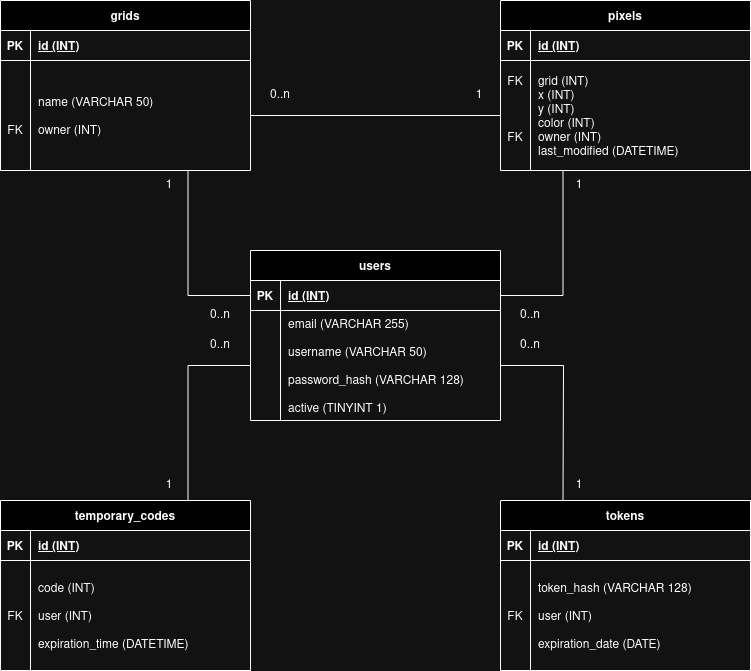 grids
PK id (INT)
name (VARCHAR 50)
FK owner (INT)
0..n 1
pixels
PK id (INT)
FK grid (INT)
x (INT)
y (INT)
color (INT)
FK owner (INT)
last_modified (DATETIME)
1
1
users
PK id (INT)
email (VARCHAR 255)
username (VARCHAR 50)
password_hash (VARCHAR 128)
active (TINYINT 1)
0..n
0..n
0..n
0..n
1
1
temporary_codes
PK id (INT)
code (INT)
FK user (INT)
expiration_time (DATETIME)
tokens
PK id (INT)
token_hash (VARCHAR 128)
FK user (INT)
expiration_date (DATE)